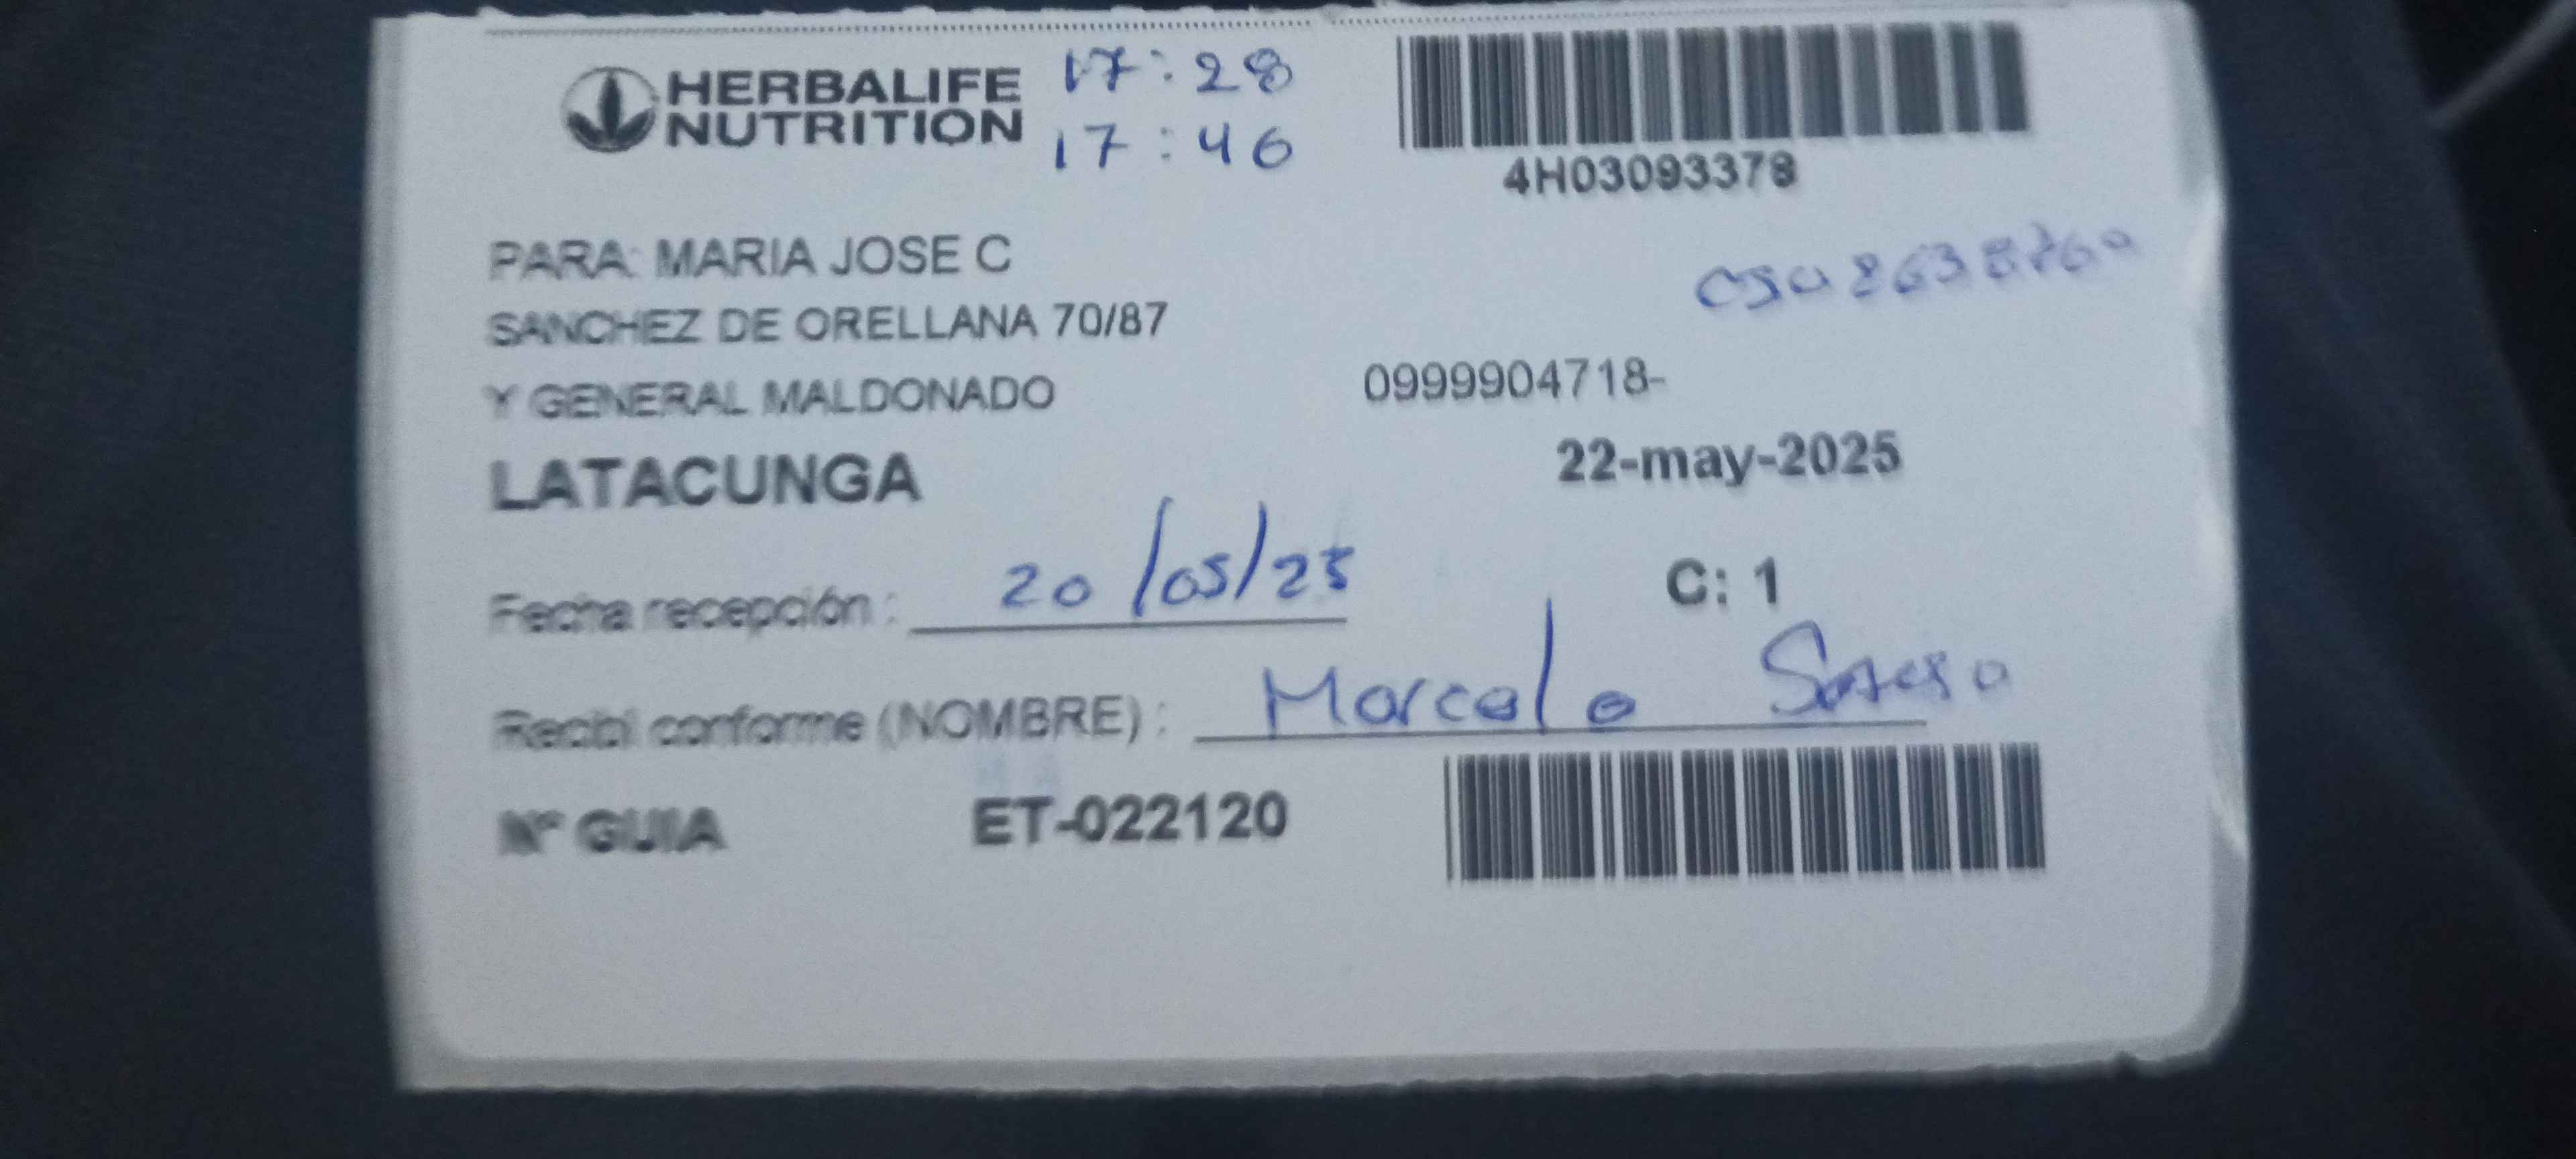 HERBALIFE
NUTRITION
17:28
17:46
4H03093378
PARA: MARIA JOSE C
SANCHEZ DE ORELLANA 70/87
Y GENERAL MALDONADO
0999904718-
LATACUNGA
22-may-2025
Fecha recepción : 20/05/25
C: 1
Recibí conforme (NOMBRE) : Marcelo
Nº GUIA ET-022120